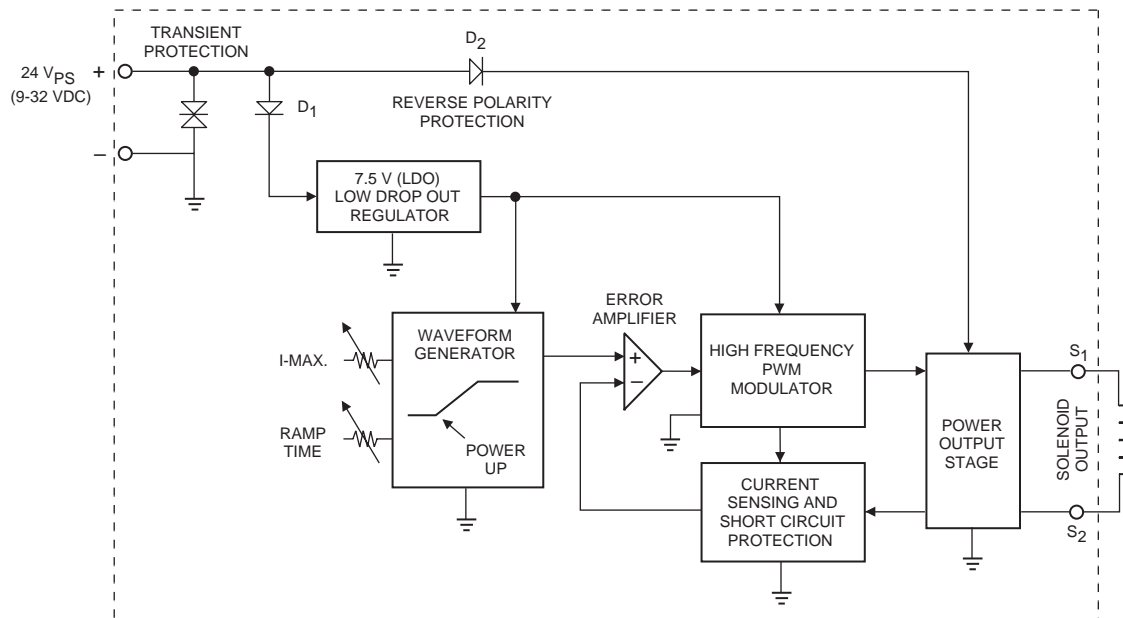 TRANSIENT
PROTECTION
24 VPS
(9-32 VDC)
+
–
D1
D2
REVERSE POLARITY
PROTECTION
7.5 V (LDO)
LOW DROP OUT
REGULATOR
I-MAX.
RAMP
TIME
WAVEFORM
GENERATOR
POWER
UP
ERROR
AMPLIFIER
+
–
HIGH FREQUENCY
PWM
MODULATOR
CURRENT
SENSING AND
SHORT CIRCUIT
PROTECTION
POWER
OUTPUT
STAGE
S1
SOLENOID
OUTPUT
S2